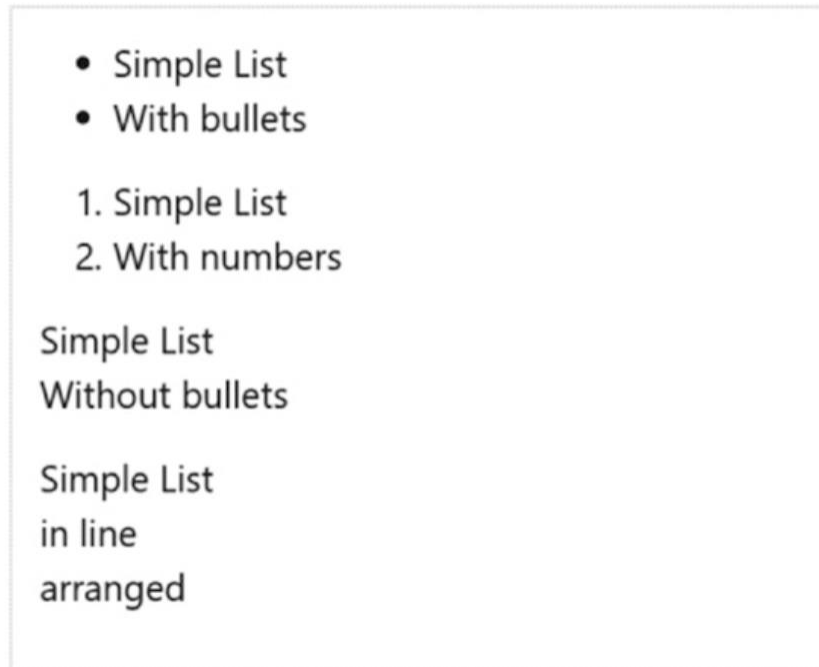 • Simple List
• With bullets
1. Simple List
2. With numbers
Simple List
Without bullets
Simple List
in line
arranged